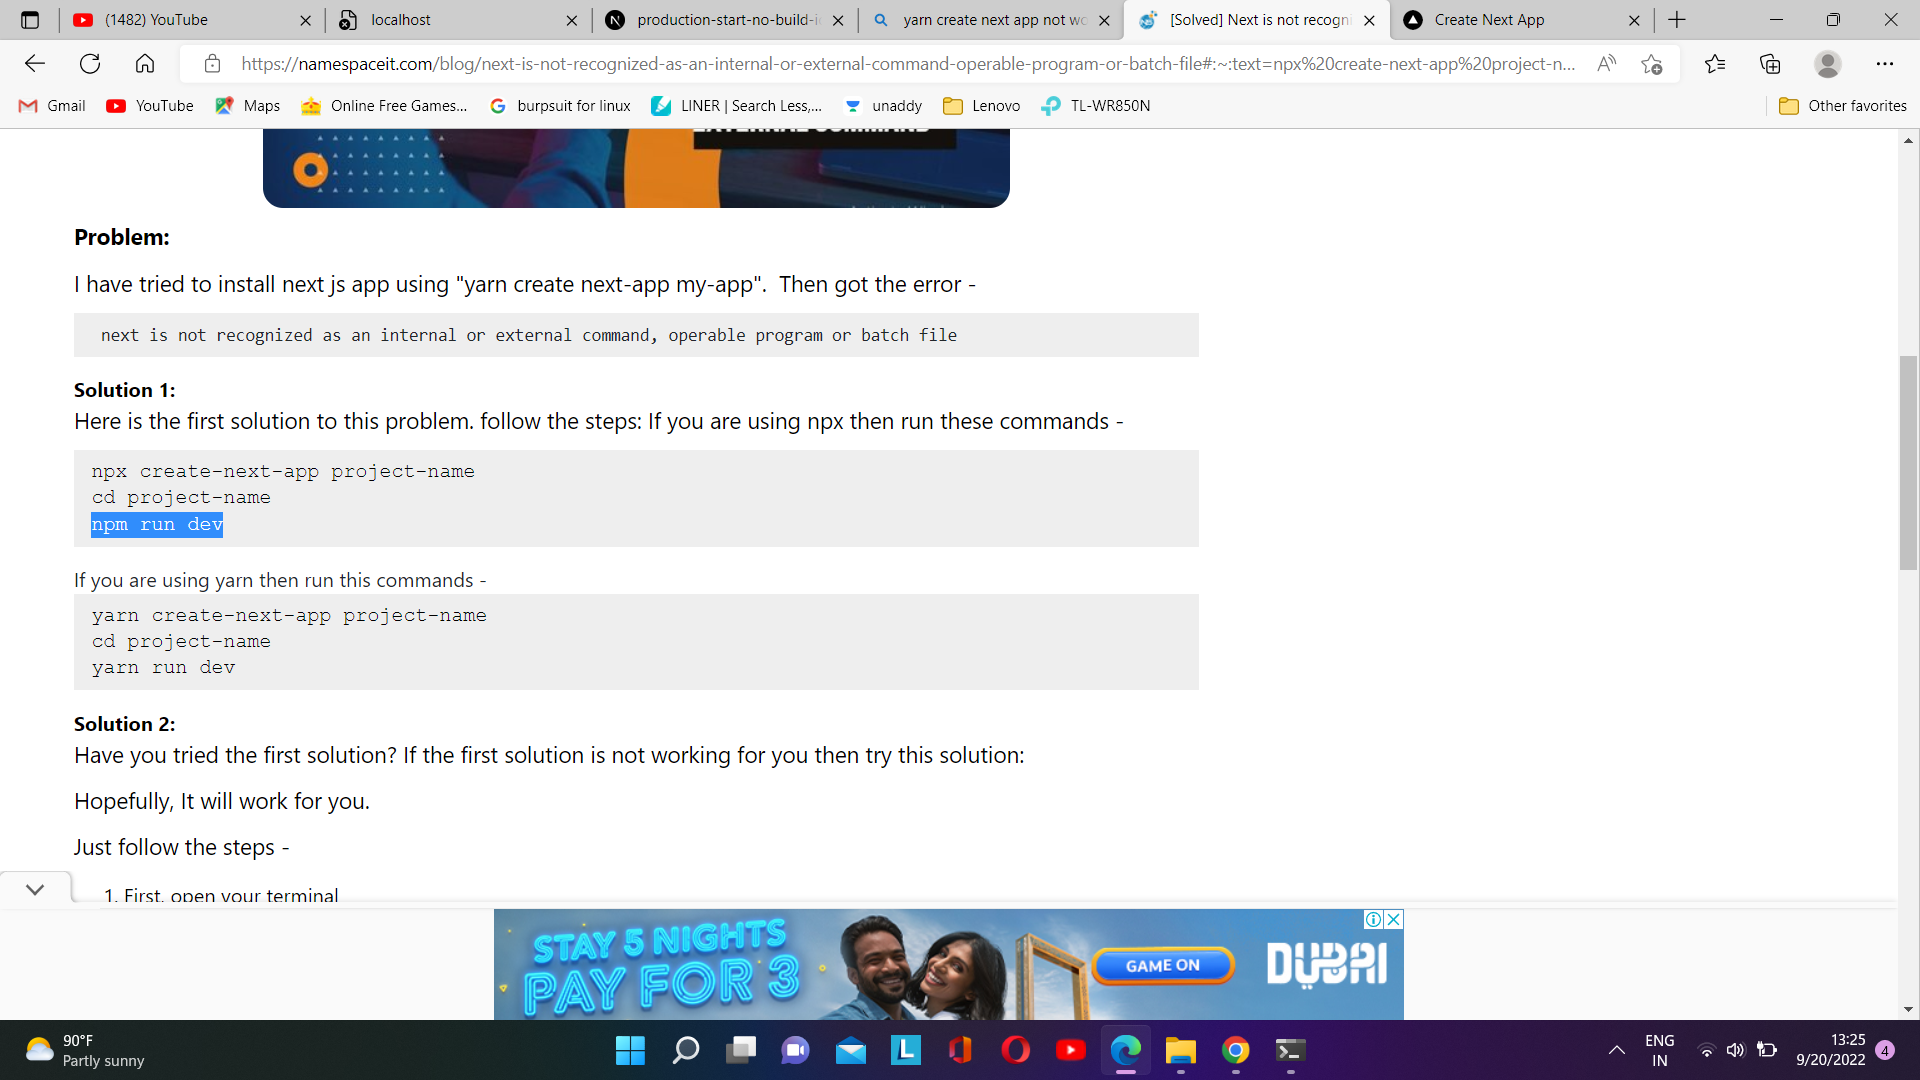 (1482) YouTube
localhost
production-start-no-build-i
yarn create next app not wo
[Solved] Next is not recogni
Create Next App
https://namespaceit.com/blog/next-is-not-recognized-as-an-internal-or-external-command-operable-program-or-batch-file#:~:text=npx%20create-next-app%20project-n...
Gmail
YouTube
Maps
Online Free Games...
burpsuit for linux
LINER | Search Less,...
unaddy
Lenovo
TL-WR850N
Other favorites
EXTERNAL COMMAND
Problem:
I have tried to install next js app using "yarn create next-app my-app".  Then got the error -
next is not recognized as an internal or external command, operable program or batch file
Solution 1:
Here is the first solution to this problem. follow the steps: If you are using npx then run these commands -
npx create-next-app project-name
cd project-name
npm run dev
If you are using yarn then run this commands -
yarn create-next-app project-name
cd project-name
yarn run dev
Solution 2:
Have you tried the first solution? If the first solution is not working for you then try this solution:
Hopefully, It will work for you.
Just follow the steps -
1. First, open your terminal
STAY 5 NIGHTS
PAY FOR 3
GAME ON
DUBAI
90°F
Partly sunny
ENG
IN
13:25
9/20/2022
4